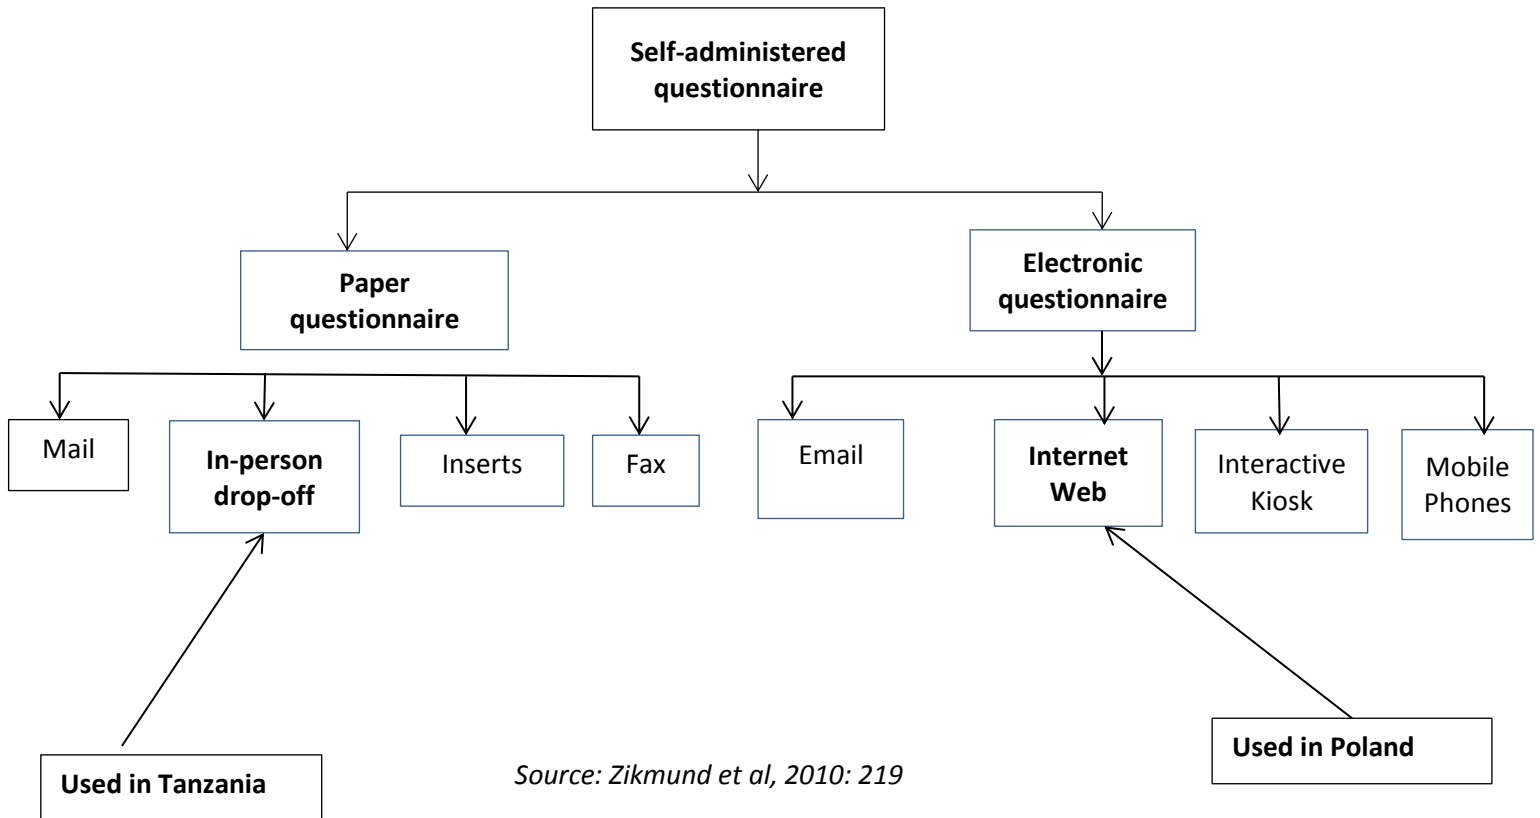 Self-administered
questionnaire
Paper
questionnaire
Electronic
questionnaire
Mail
In-person
drop-off
Inserts
Fax
Email
Internet
Web
Interactive
Kiosk
Mobile
Phones
Used in Tanzania
Source: Zikmund et al, 2010: 219
Used in Poland